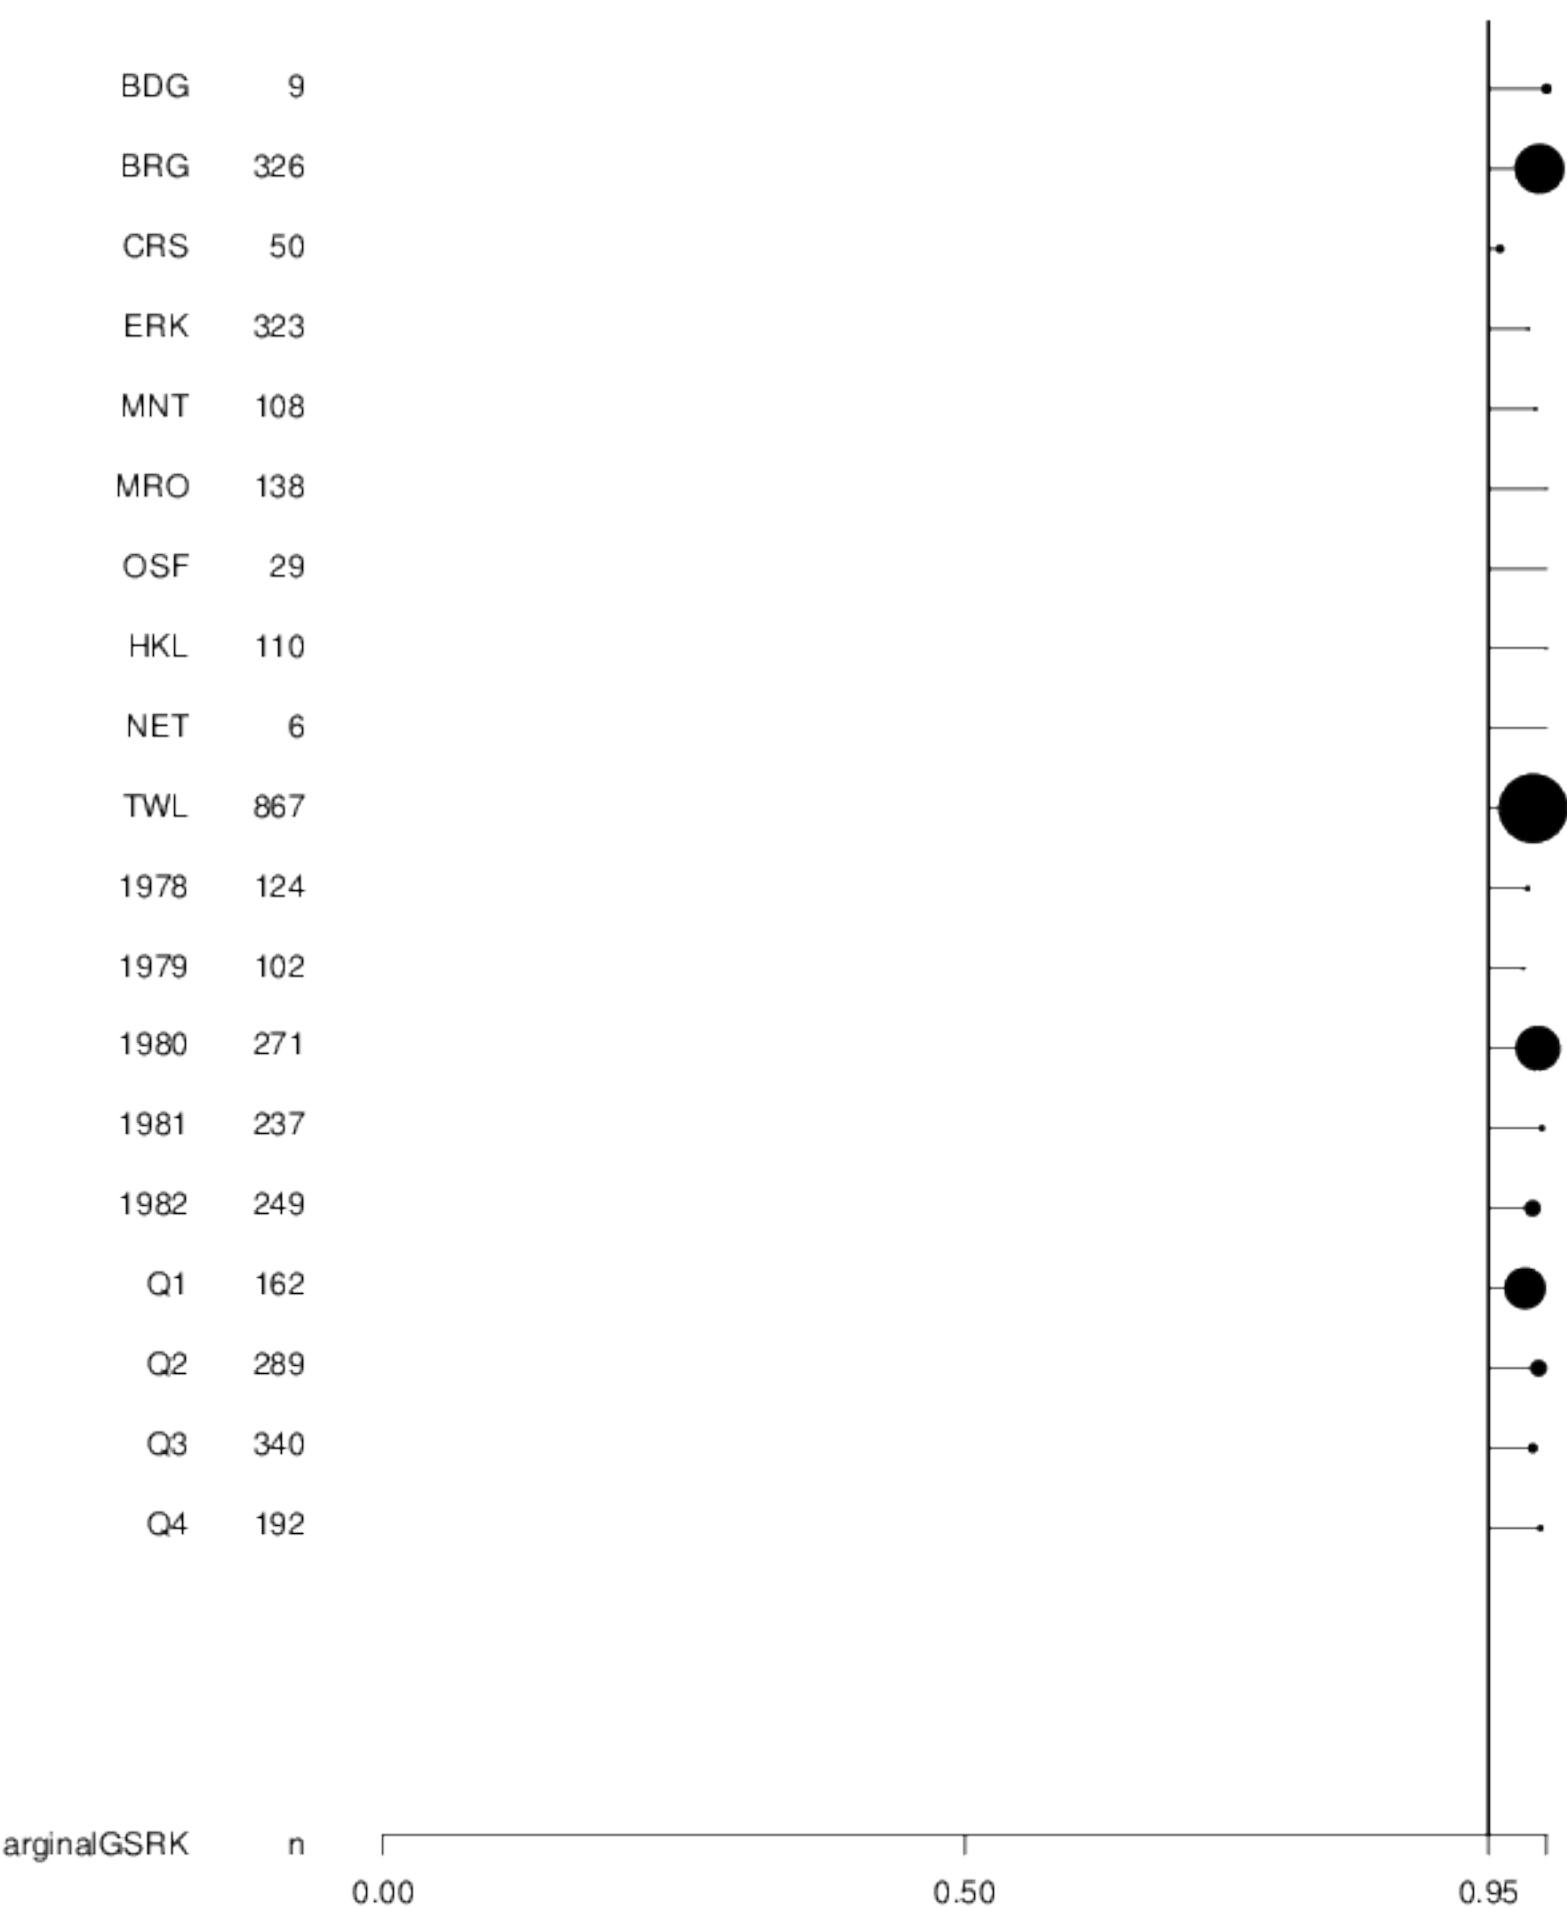 BDG 9
BRG 326
CRS 50
ERK 323
MNT 108
MRO 138
OSF 29
HKL 110
NET 6
TWL 867
1978 124
1979 102
1980 271
1981 237
1982 249
Q1 162
Q2 289
Q3 340
Q4 192
arginalGSRK n
0.00 0.50 0.95